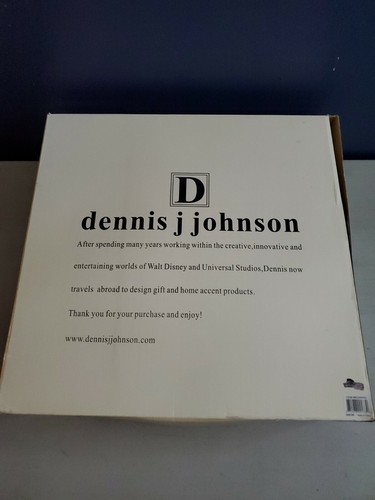 D
dennis j johnson
After spending many years working within the creative,innovative and
entertaining worlds of Walt Disney and Universal Studios,Dennis now
travels abroad to design gift and home accent products.
Thank you for your purchase and enjoy!
www.dennisjjohnson.com